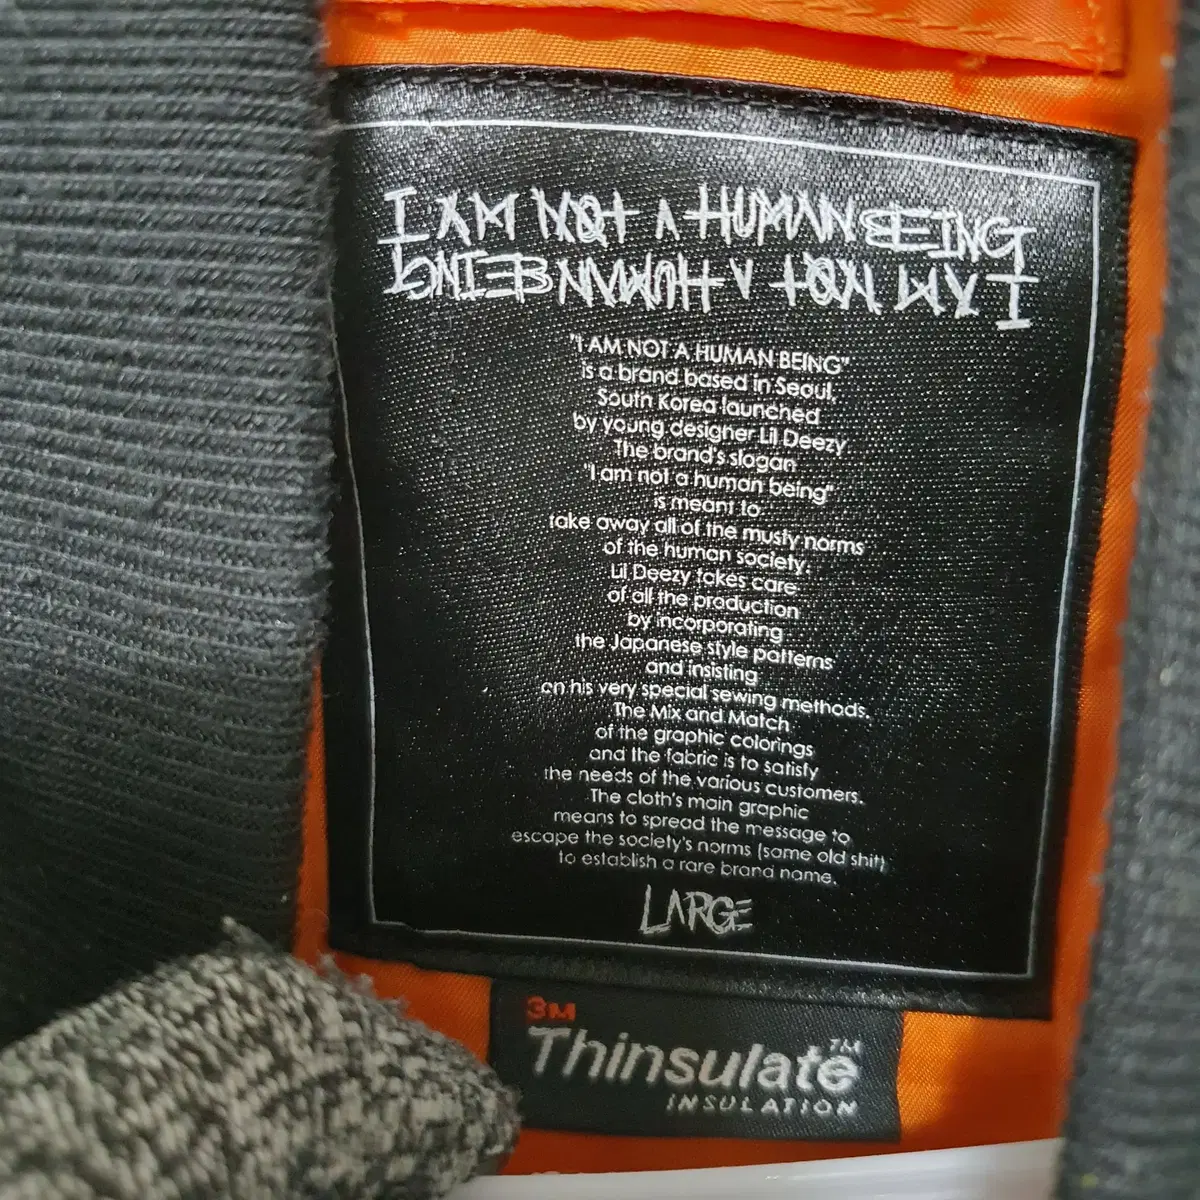 I AM NOT A HUMAN BEING
I AM NOT A HUMAN BEING
"I AM NOT A HUMAN BEING"
is a brand based in Seoul,
South Korea launched
by young designer Lil Deezy
The brand's slogan
"I am not a human being"
is meant to
take away all of the musty norms
of the human society.
Lil Deezy takes care
of all the production
by incorporating
the Japanese style patterns
and insisting
on his very special sewing methods.
The Mix and Match
of the graphic colorings
and the fabric is to satisfy
the needs of the various customers.
The cloth's main graphic
means to spread the message to
escape the society's norms (same old shit)
to establish a rare brand name.
LARGE
3M
Thinsulate™
INSULATION